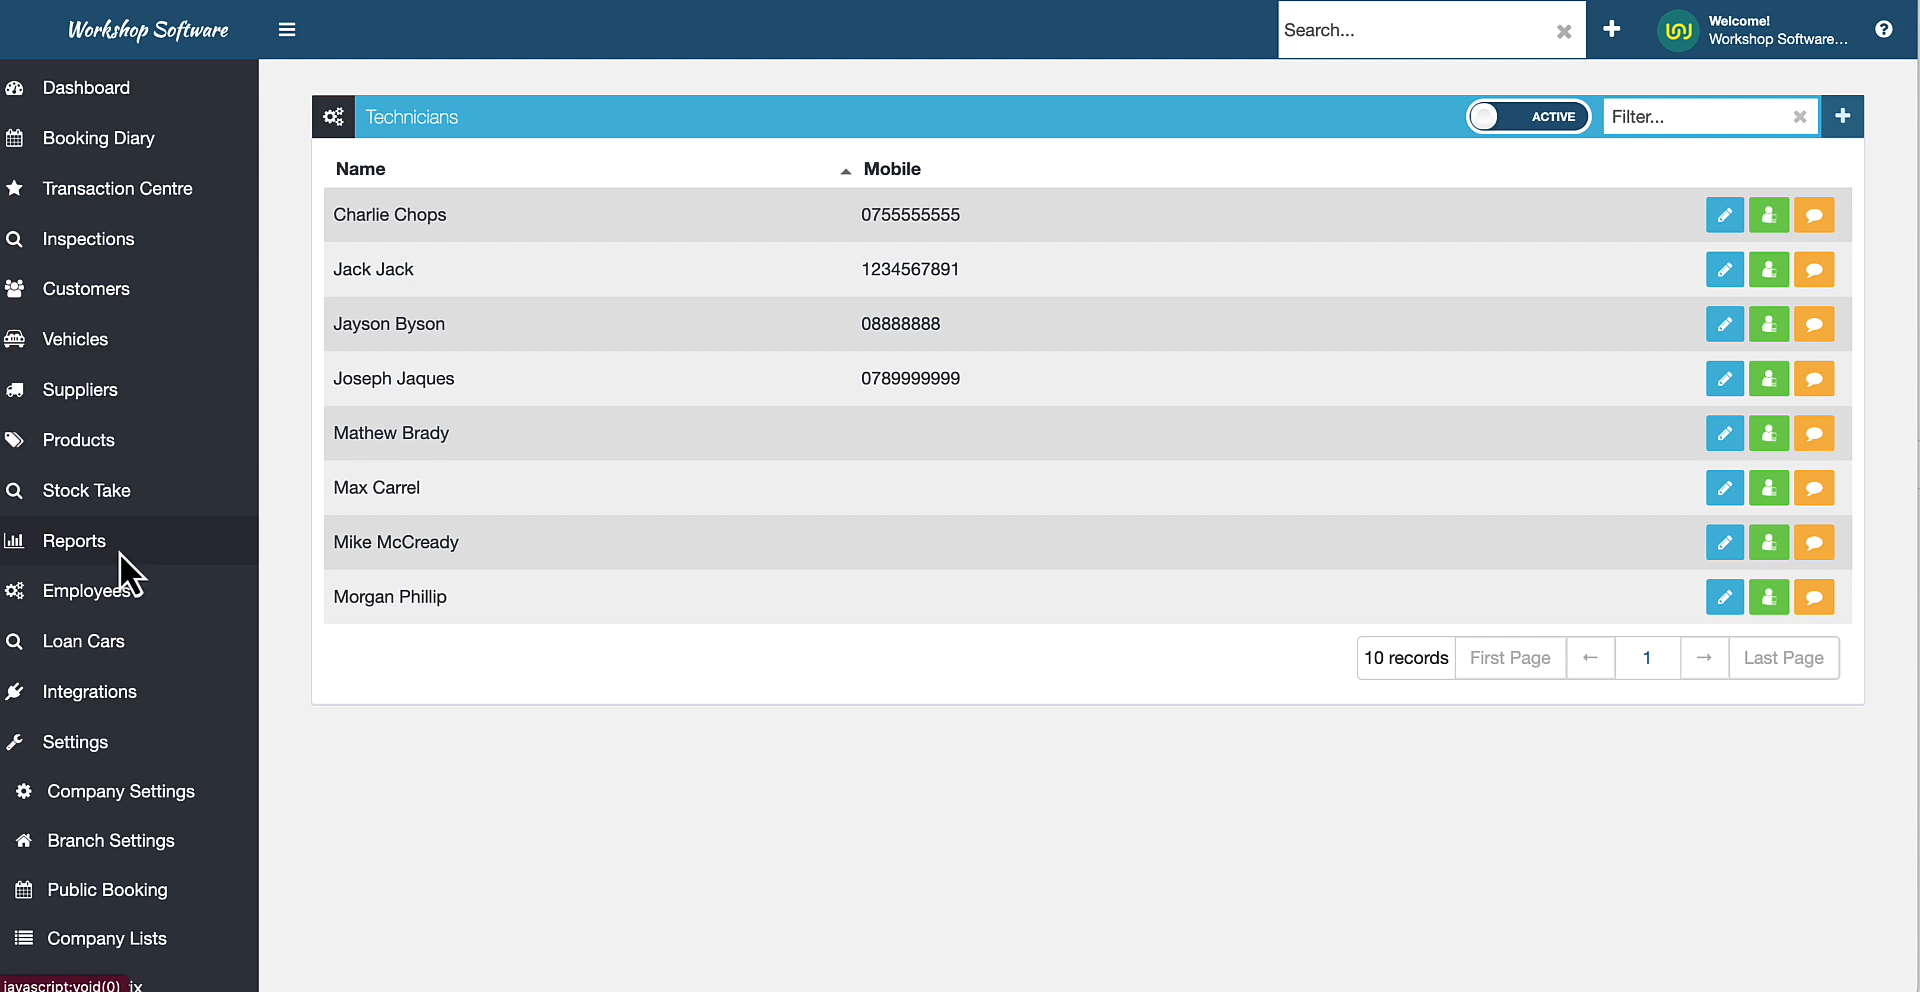 Workshop Software
Search...
Welcome!
Workshop Software...
Dashboard
Booking Diary
Transaction Centre
Inspections
Customers
Vehicles
Suppliers
Products
Stock Take
Reports
Employees
Loan Cars
Integrations
Settings
Company Settings
Branch Settings
Public Booking
Company Lists
javascript:void(0)
Technicians
ACTIVE
Filter...
Name Mobile
Charlie Chops 0755555555
Jack Jack 1234567891
Jayson Byson 08888888
Joseph Jaques 0789999999
Mathew Brady
Max Carrel
Mike McCready
Morgan Phillip
10 records First Page ← 1 → Last Page